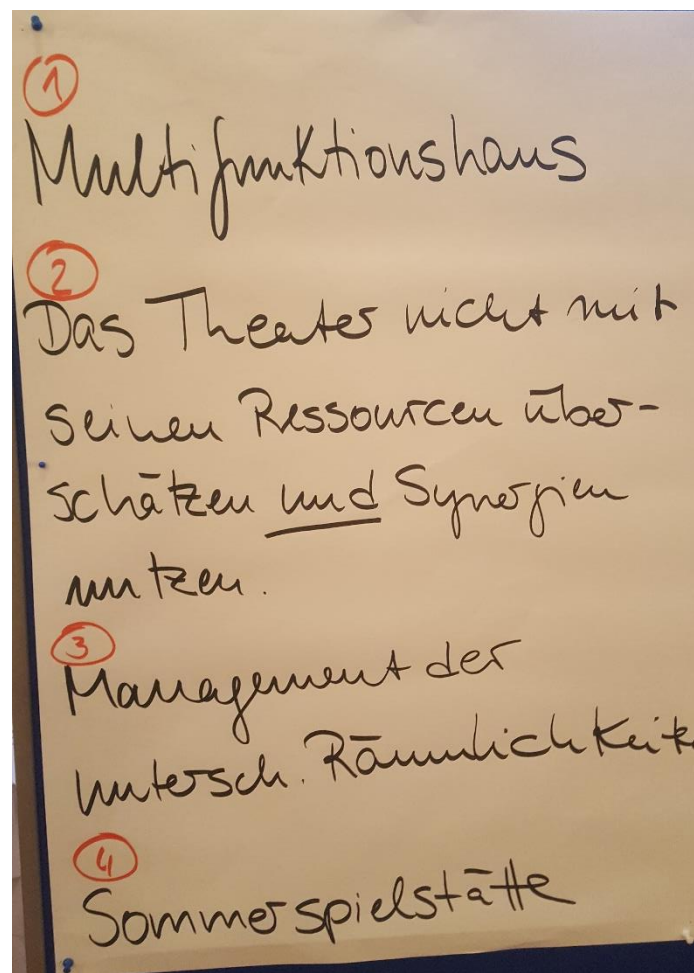 1
Multifunktionshaus
2
Das Theater nicht mit
seinen Ressourcen über-
schätzen und Synergien
nutzen.
3
Management der
untersch. Räumlichkeite
4
Sommerspielstätte